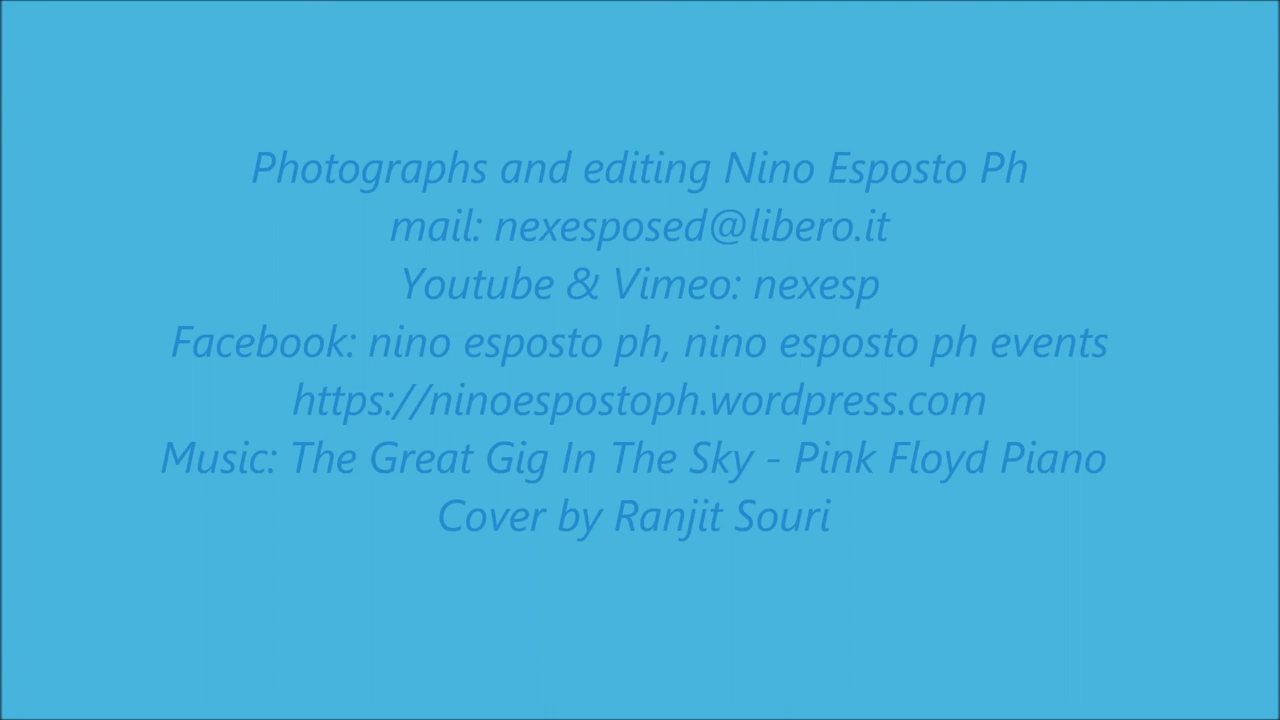 Photographs and editing Nino Esposto Ph
mail: nexesposed@libero.it
Youtube & Vimeo: nexesp
Facebook: nino esposto ph, nino esposto ph events
https://ninoespostoph.wordpress.com
Music: The Great Gig In The Sky - Pink Floyd Piano
Cover by Ranjit Souri